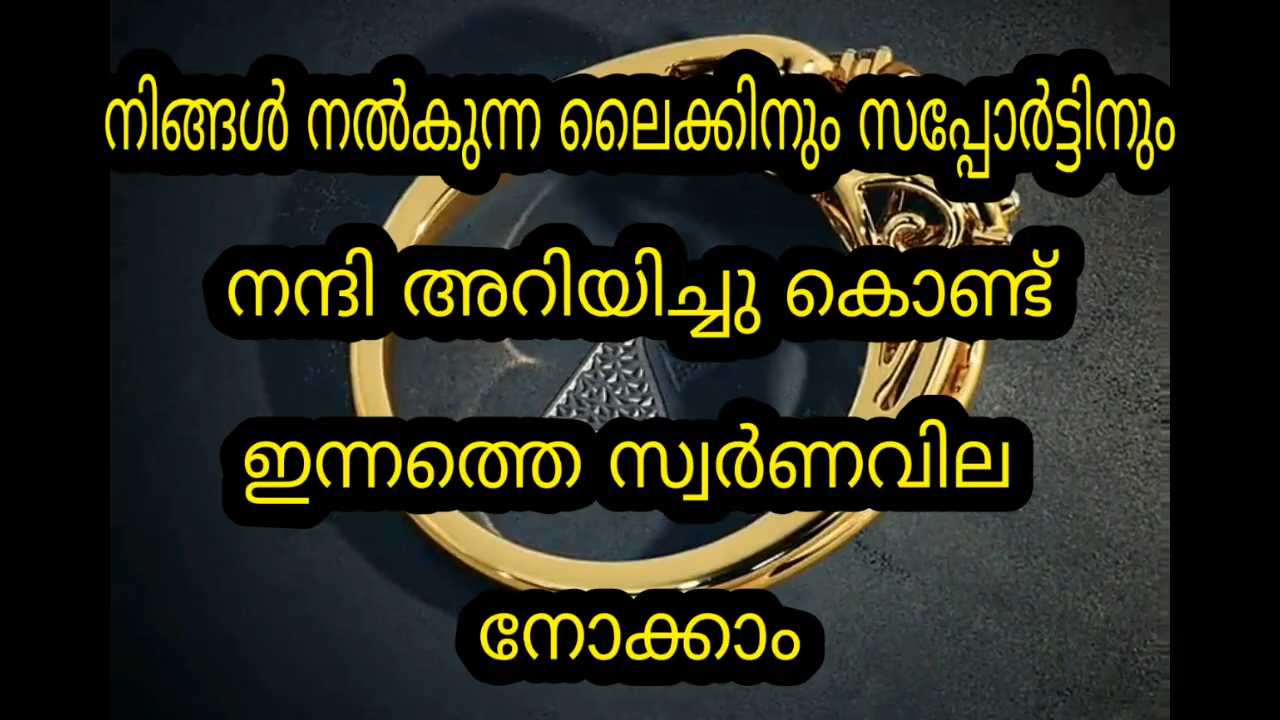 നിങ്ങൾ നൽകുന്ന ലൈക്കിനും സപ്പോർട്ടിനും
നന്ദി അറിയിച്ചു കൊണ്ട്
ഇന്നത്തെ സ്വർണവില
നോക്കാം